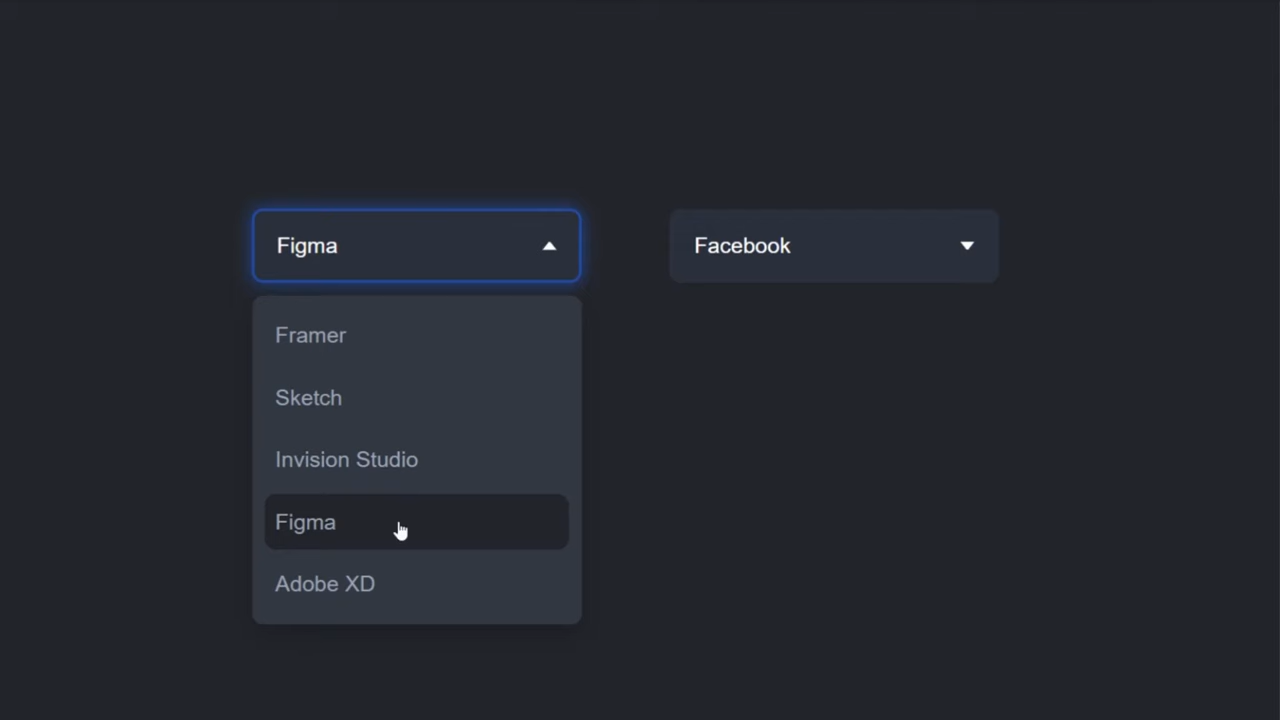 Figma
Facebook
Framer
Sketch
Invision Studio
Figma
Adobe XD